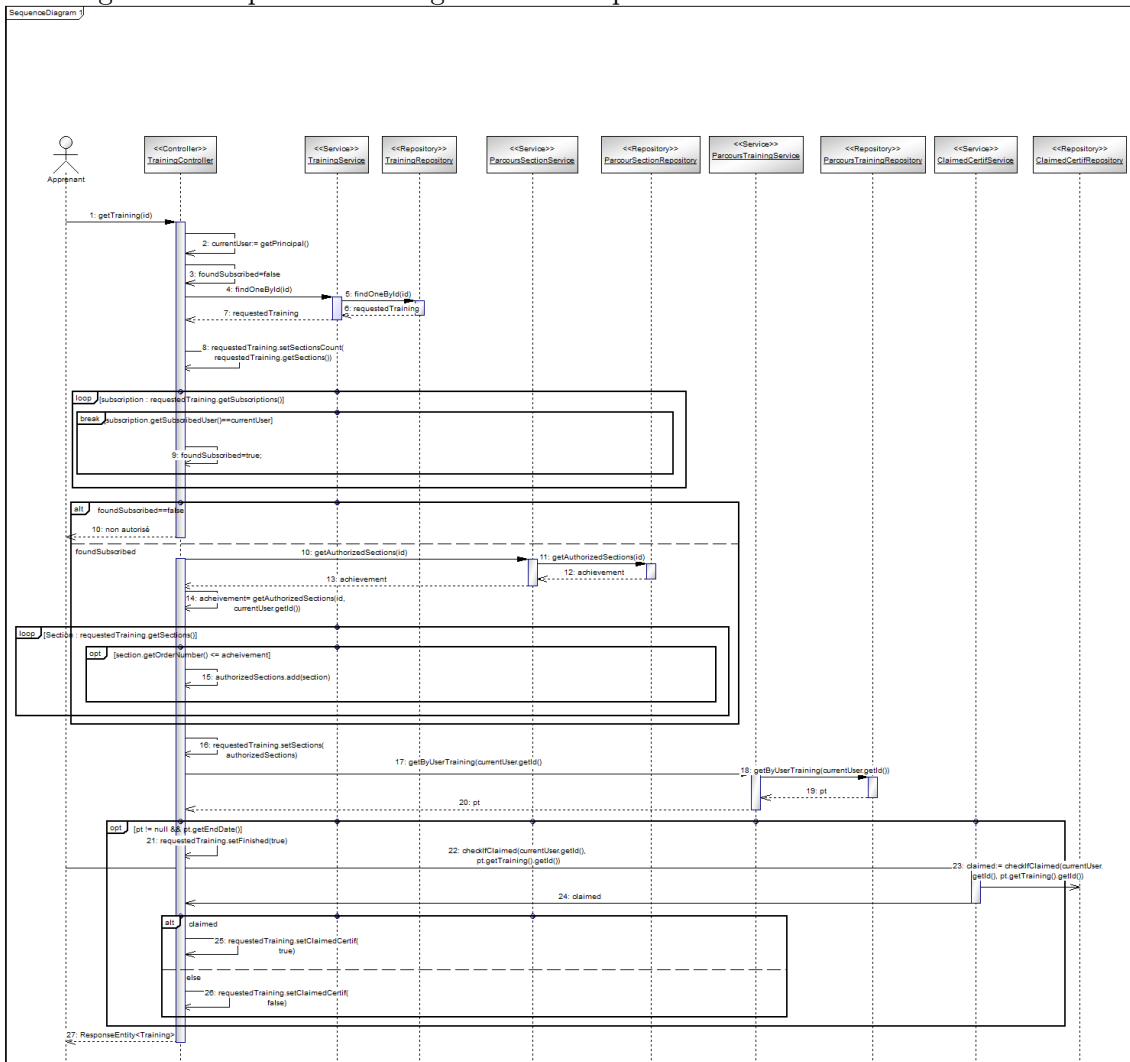 SequenceDiagram 1
<<Controller>>
TrainingController
<<Service>>
TrainingService
<<Repository>>
TrainingRepository
<<Service>>
ParcoursSectionService
<<Repository>>
ParcourSectionRepository
<<Service>>
ParcoursTrainingService
<<Repository>>
ParcoursTrainingRepository
<<Service>>
ClaimedCertifService
<<Repository>>
ClaimedCertifRepository
Apprenant
1: getTraining(id)
2: currentUser:= getPrincipal()
3: foundSubscribed=false
4: findOneById(id)
5: findOneById(id)
6: requestedTraining
7: requestedTraining
8: requestedTraining.setSectionsCount(
requestedTraining.getSections())
loop [subscription : requestedTraining.getSubscriptions()]
break [subscription.getSubscribedUser()==currentUser]
9: foundSubscribed=true;
alt foundSubscribed==false
10: non autorisé
foundSubscribed
10: getAuthorizedSections(id)
11: getAuthorizedSections(id)
12: achievement
13: achievement
14: acheivement= getAuthorizedSections(id,
currentUser.getId())
loop [Section : requestedTraining.getSections()]
opt [section.getOrderNumber() <= acheivement]
15: authorizedSections.add(section)
16: requestedTraining.setSections(
authorizedSections)
17: getByUserTraining(currentUser.getId()
18: getByUserTraining(currentUser.getId())
19: pt
20: pt
opt [pt != null && pt.getEndDate()]
21: requestedTraining.setFinished(true)
22: checkIfClaimed(currentUser.getId(),
pt.getTraining().getId())
23: claimed:= checkIfClaimed(currentUser.
getId(), pt.getTraining().getId())
24: claimed
alt claimed
25: requestedTraining.setClaimedCertif(
true)
else
26: requestedTraining.setClaimedCertif(
false)
27: ResponseEntity<Training>